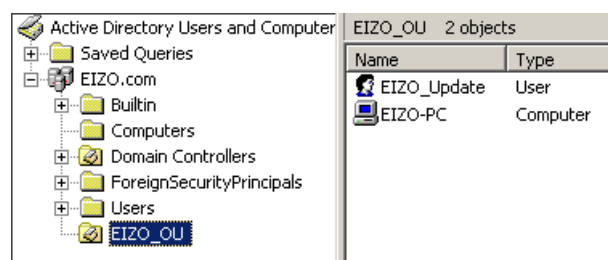 Active Directory Users and Computer
Saved Queries
EIZO.com
Builtin
Computers
Domain Controllers
ForeignSecurityPrincipals
Users
EIZO_OU
EIZO_OU 2 objects
Name Type
EIZO_Update User
EIZO-PC Computer